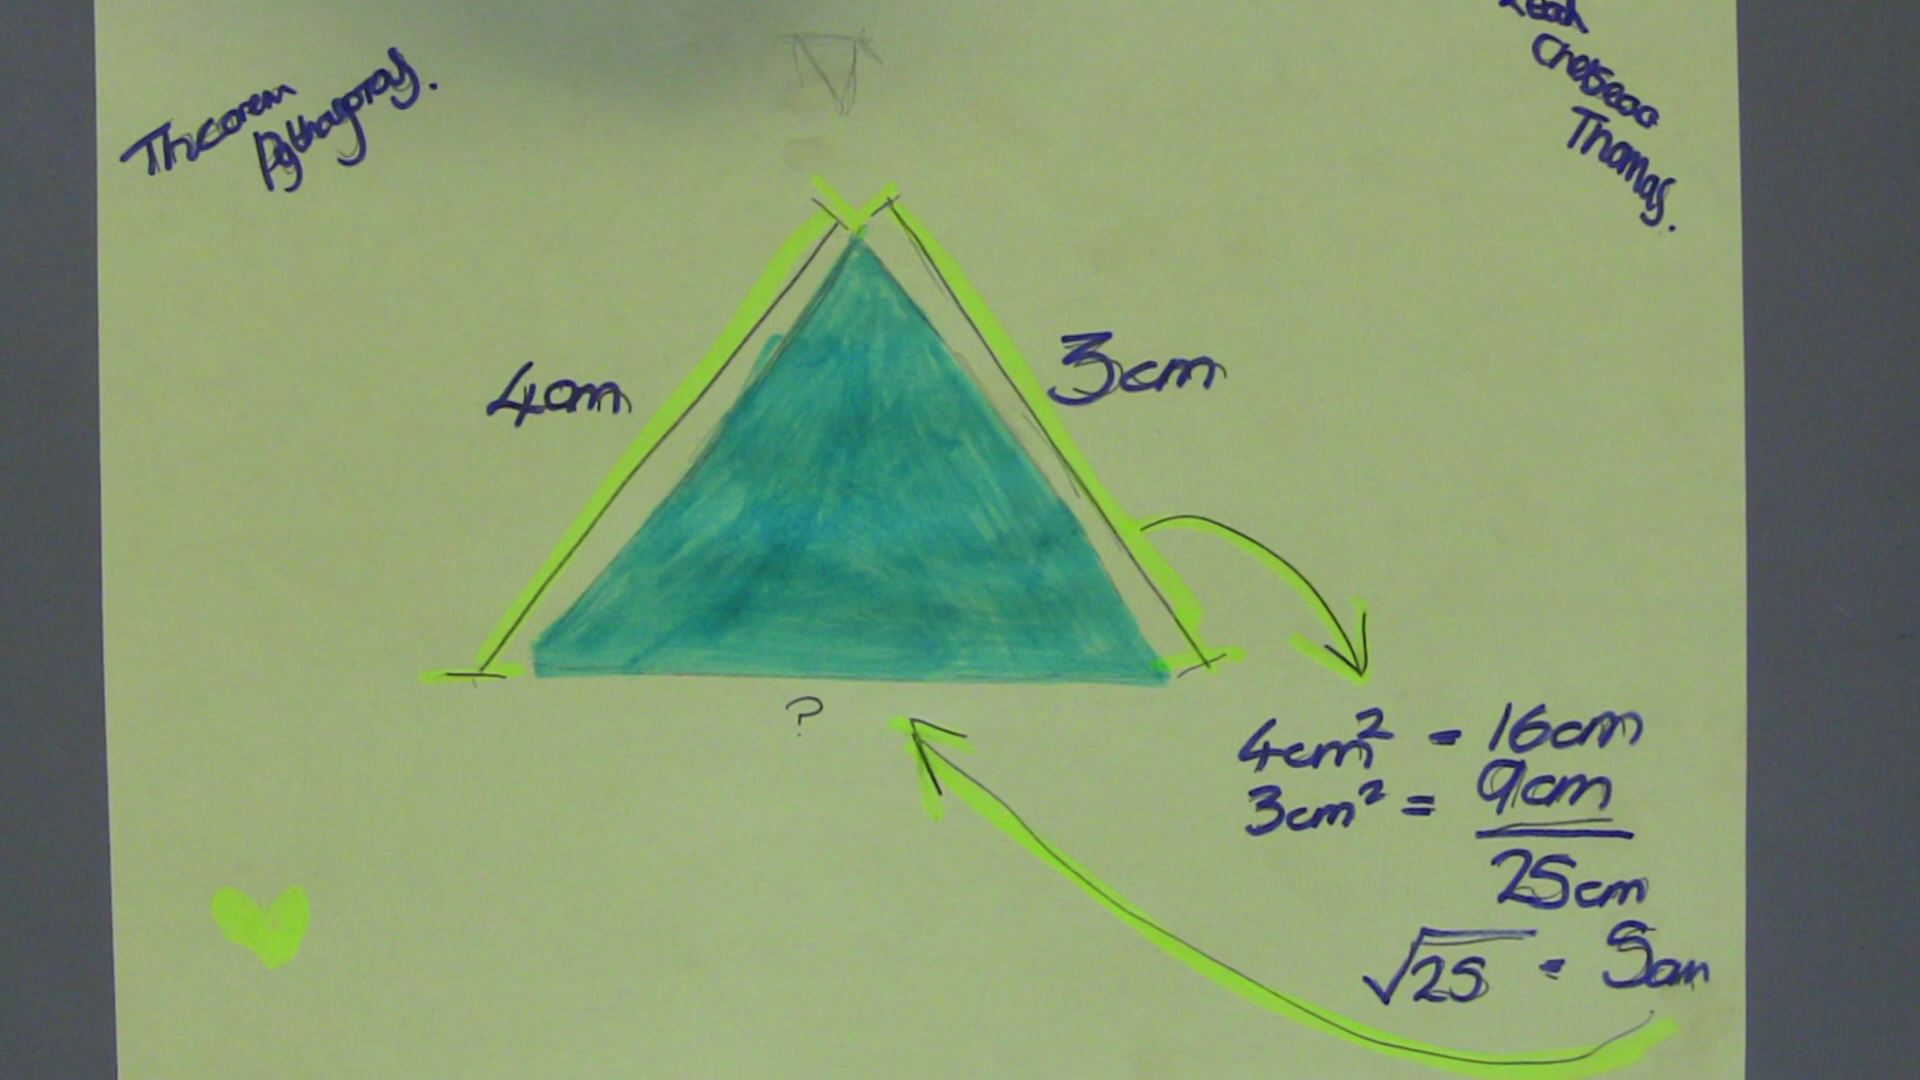 Theorem
Pythagoras.
Leah
Chelsea
Thomas.
4cm
3cm
?
4cm² = 16cm
3cm² = 9cm
25cm
√25 = 5cm